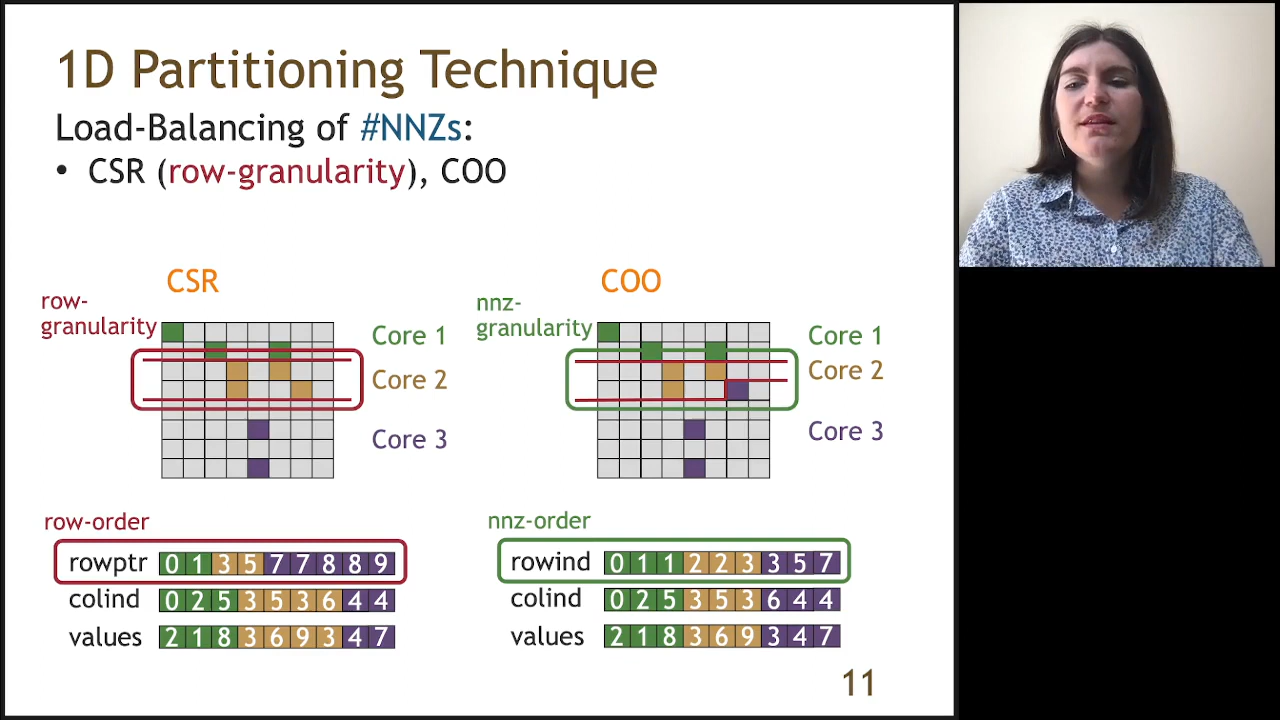 1D Partitioning Technique
Load-Balancing of #NNZs:
• CSR (row-granularity), COO
CSR
row-
granularity
Core 1
Core 2
Core 3
row-order
rowptr 0 1 3 5 7 7 8 8 9
colind 0 2 5 3 5 3 6 4 4
values 2 1 8 3 6 9 3 4 7
COO
nnz-
granularity
Core 1
Core 2
Core 3
nnz-order
rowind 0 1 1 2 2 3 3 5 7
colind 0 2 5 3 5 3 6 4 4
values 2 1 8 3 6 9 3 4 7
11